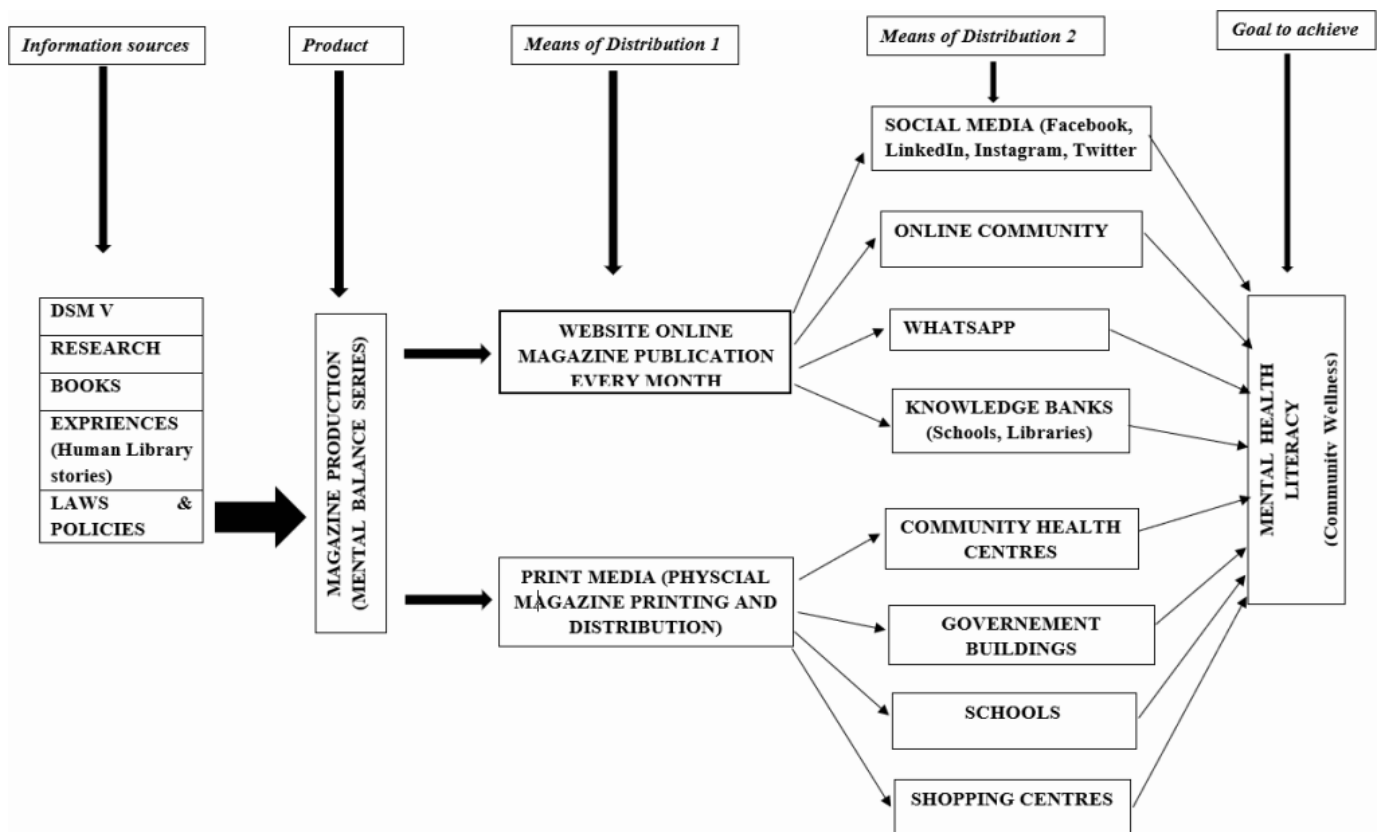 Information sources
Product
Means of Distribution 1
Means of Distribution 2
Goal to achieve
DSM V
RESEARCH
BOOKS
EXPRIENCES
(Human Library
stories)
LAWS &
POLICIES
MAGAZINE PRODUCTION
(MENTAL BALANCE SERIES)
WEBSITE ONLINE
MAGAZINE PUBLICATION
EVERY MONTH
PRINT MEDIA (PHYSCIAL
MAGAZINE PRINTING AND
DISTRIBUTION)
SOCIAL MEDIA (Facebook,
LinkedIn, Instagram, Twitter
ONLINE COMMUNITY
WHATSAPP
KNOWLEDGE BANKS
(Schools, Libraries)
COMMUNITY HEALTH
CENTRES
GOVERNEMENT
BUILDINGS
SCHOOLS
SHOPPING CENTRES
MENTAL HEALTH
LITERACY
(Community Wellness)